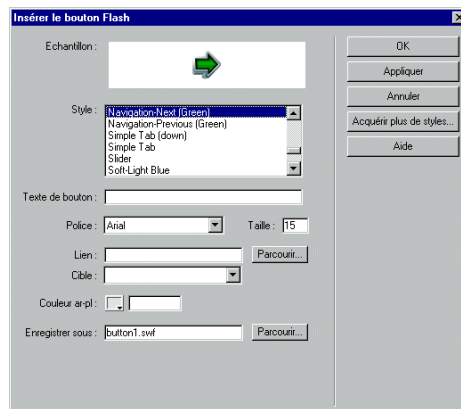 Insérer le bouton Flash
Echantillon :
OK
Appliquer
Annuler
Acquérir plus de styles...
Aide
Style :
Navigation-Next (Green)
Navigation-Previous (Green)
Simple Tab (down)
Simple Tab
Slider
Soft-Light Blue
Texte de bouton :
Police : Arial Taille : 15
Lien : Parcourir...
Cible :
Couleur ar-pl :
Enregistrer sous : button1.swf Parcourir...